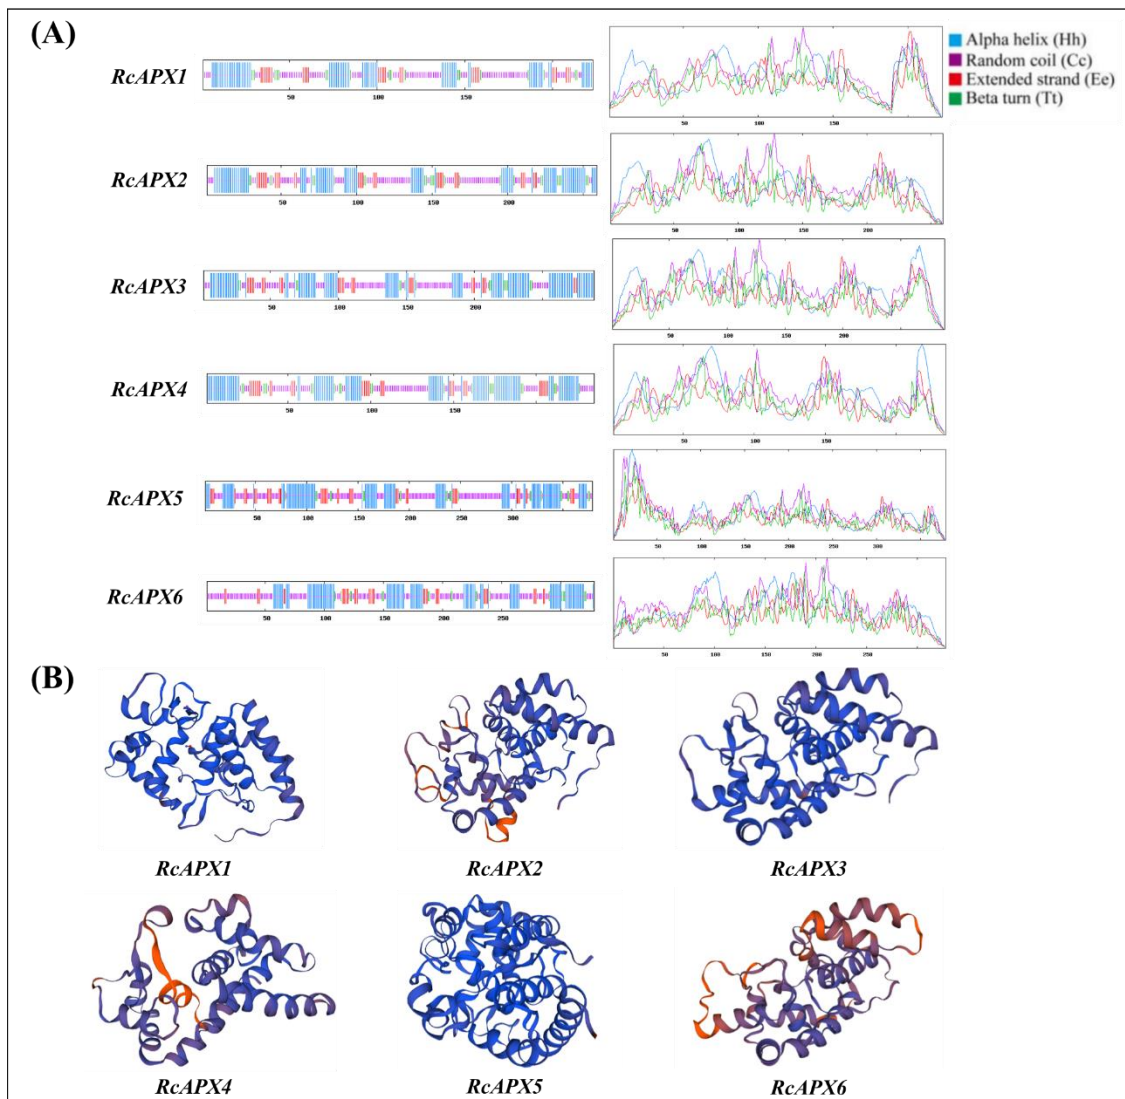 (A)
Alpha helix (Hh)
Random coil (Cc)
Extended strand (Ee)
Beta turn (Tt)
RcAPX1
50 100 150
50 100 150
RcAPX2
50 100 150 200
50 100 150 200
RcAPX3
50 100 150 200
50 100 150 200
RcAPX4
50 100 150
50 100 150
RcAPX5
50 100 150 200 250 300
50 100 150 200 250 300
RcAPX6
50 100 150 200 250
50 100 150 200 250
(B)
RcAPX1 RcAPX2 RcAPX3
RcAPX4 RcAPX5 RcAPX6